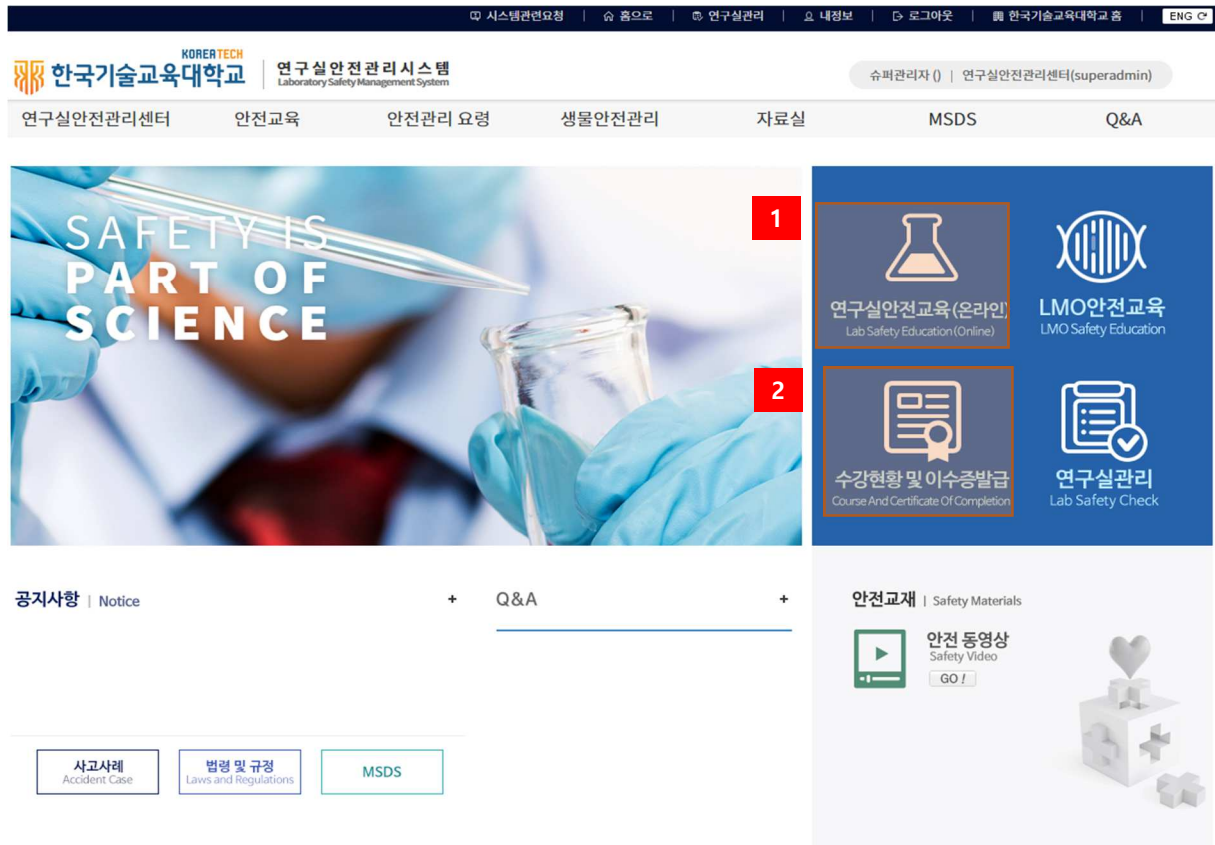 시스템관련요청 | 홈으로 | 연구실관리 | 내정보 | 로그아웃 | 한국기술교육대학교 홈 | ENG
KOREATECH
한국기술교육대학교
연구실안전관리시스템
Laboratory Safety Management System
슈퍼관리자 () | 연구실안전관리센터(superadmin)
연구실안전관리센터 안전교육 안전관리 요령 생물안전관리 자료실 MSDS Q&A
SAFETY IS
PART OF
SCIENCE
1
연구실안전교육(온라인)
Lab Safety Education(Online)
LMO안전교육
LMO Safety Education
2
수강현황 및 이수증발급
Course And Certificate Of Completion
연구실관리
Lab Safety Check
공지사항 | Notice +
Q&A +
안전교재 | Safety Materials
안전 동영상
Safety Video
GO !
사고사례
Accident Case
법령 및 규정
Laws and Regulations
MSDS